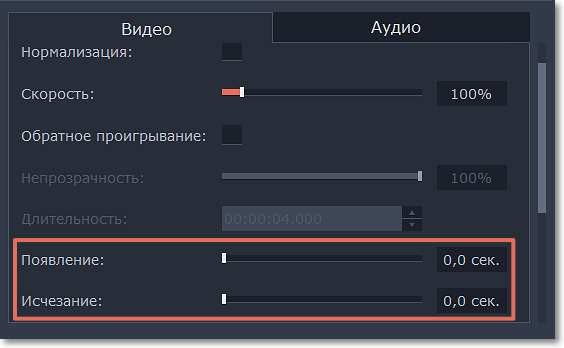 Видео Аудио
Нормализация:
Скорость: 100%
Обратное проигрывание:
Непрозрачность: 100%
Длительность: 00:00:04.000
Появление: 0,0 сек.
Исчезание: 0,0 сек.